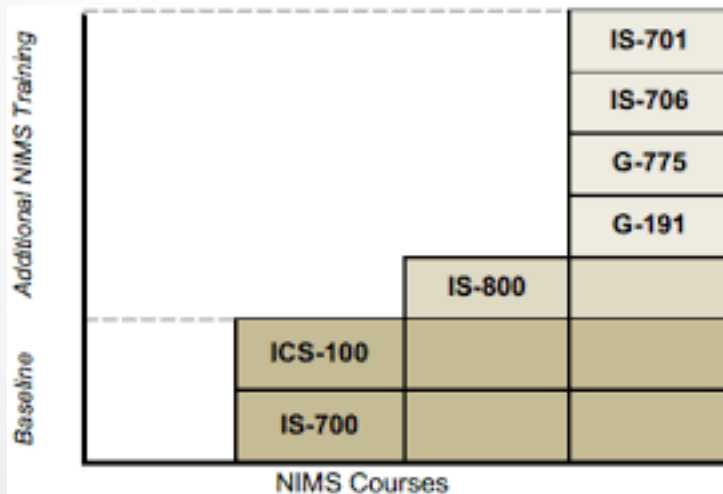 Additional NIMS Training
Baseline
IS-701
IS-706
G-775
G-191
IS-800
ICS-100
IS-700
NIMS Courses